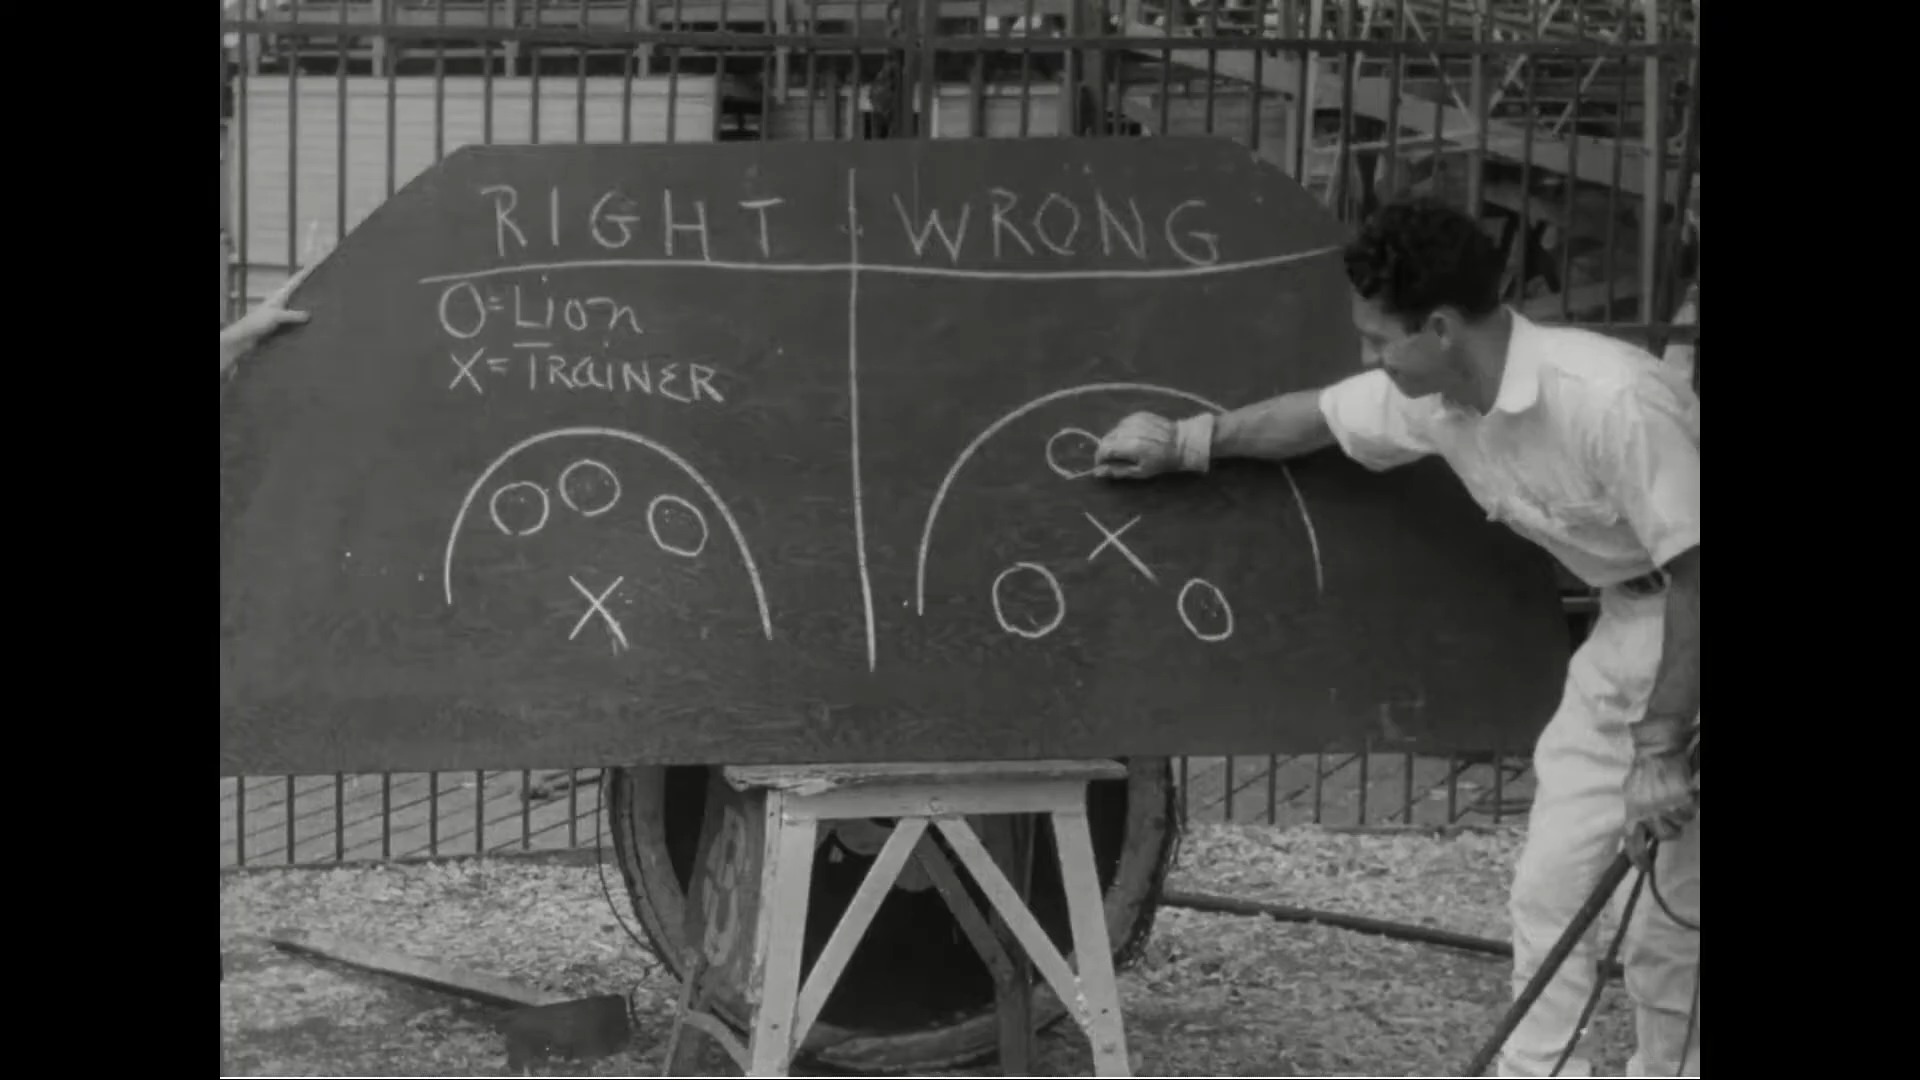 RIGHT WRONG
O=Lion
X=TRaiNER
X
X